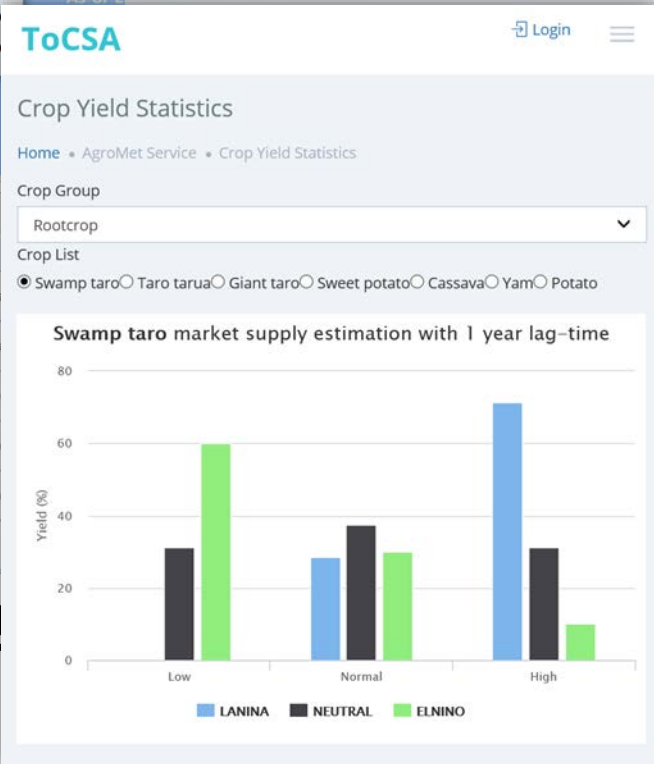 ToCSA
Login
Crop Yield Statistics
Home • AgroMet Service • Crop Yield Statistics
Crop Group
Rootcrop
Crop List
Swamp taro Taro tarua Giant taro Sweet potato Cassava Yam Potato
Swamp taro market supply estimation with 1 year lag-time
80
60
40
20
0
Yield (%)
Low Normal High
LANINA NEUTRAL ELNINO